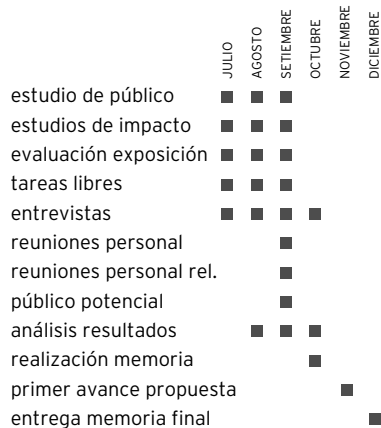 JULIO
AGOSTO
SETIEMBRE
OCTUBRE
NOVIEMBRE
DICIEMBRE
estudio de público
estudios de impacto
evaluación exposición
tareas libres
entrevistas
reuniones personal
reuniones personal rel.
público potencial
análisis resultados
realización memoria
primer avance propuesta
entrega memoria final